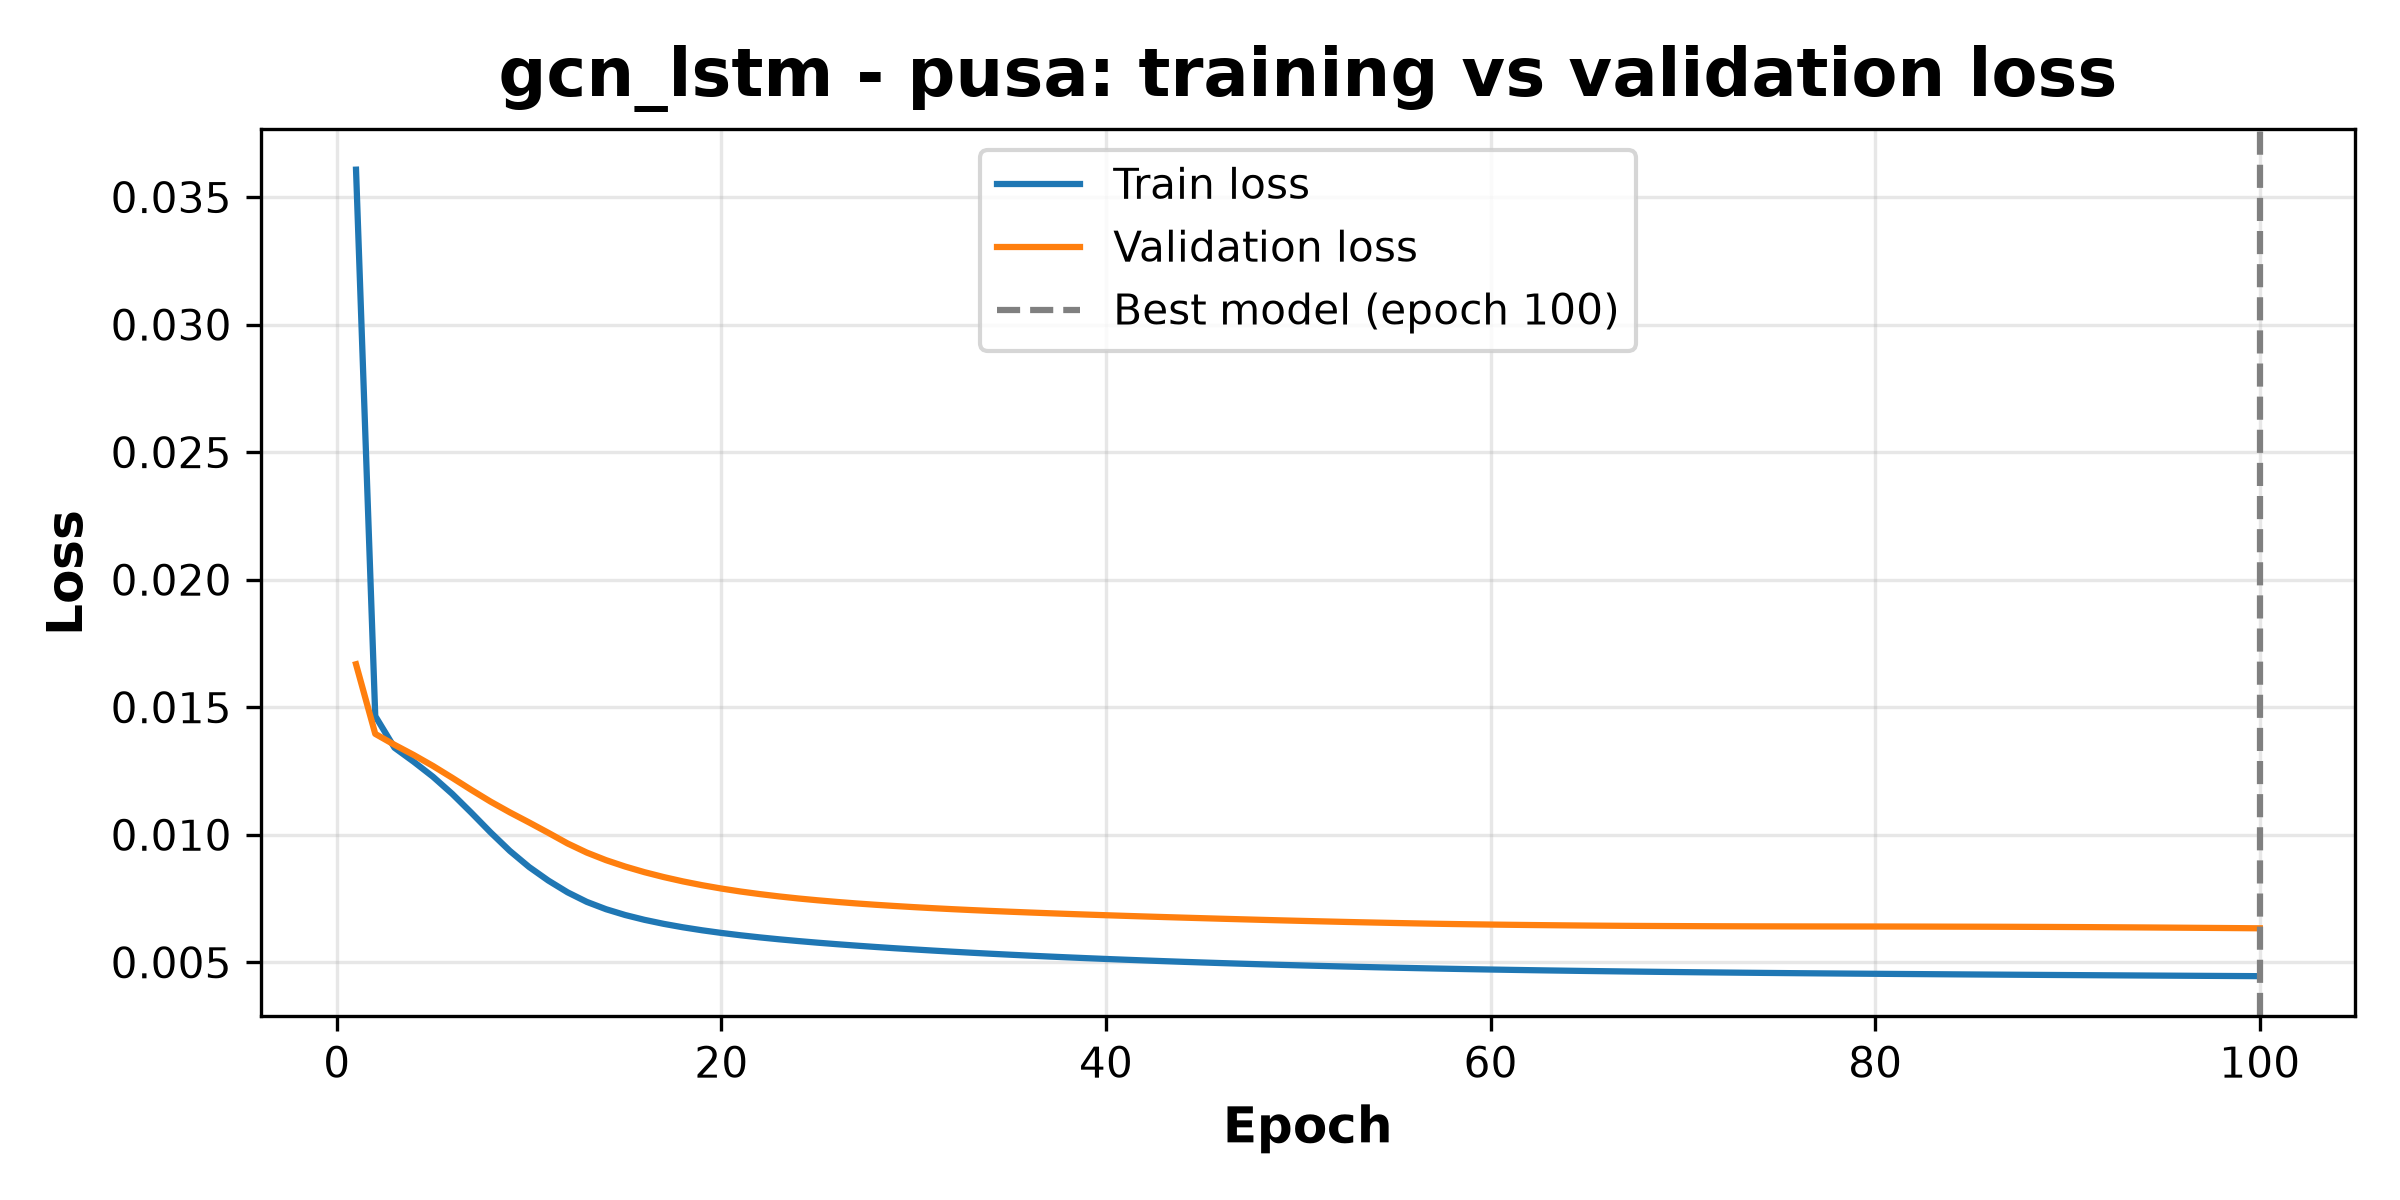 gcn_lstm - pusa: training vs validation loss
Train loss
Validation loss
Best model (epoch 100)
Loss
0.035
0.030
0.025
0.020
0.015
0.010
0.005
0 20 40 60 80 100
Epoch